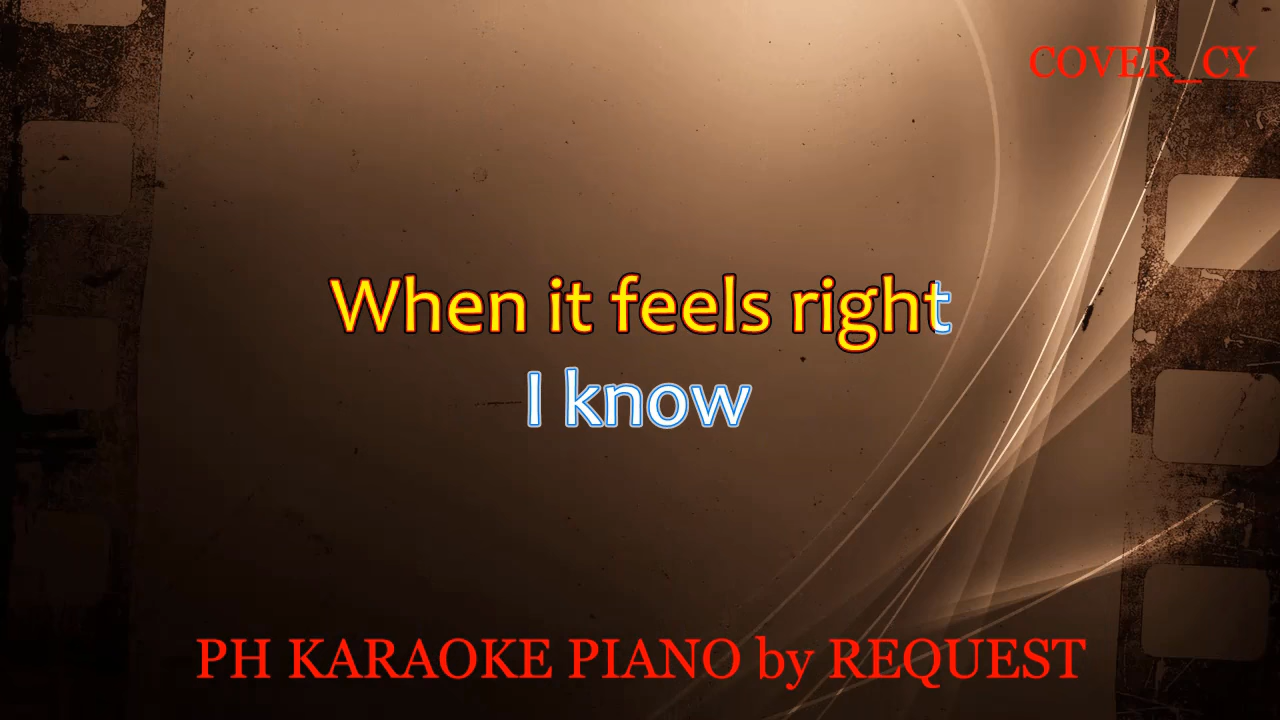 COVER_CY
When it feels right
I know
PH KARAOKE PIANO by REQUEST